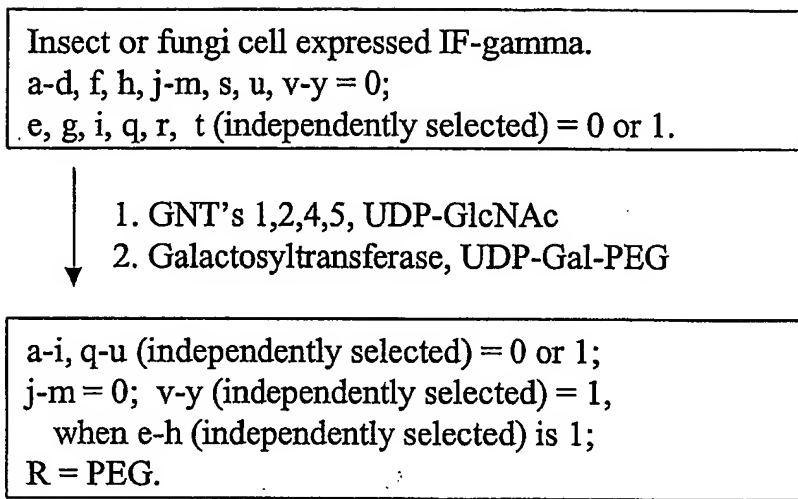 Insect or fungi cell expressed IF-gamma.
a-d, f, h, j-m, s, u, v-y = 0;
e, g, i, q, r, t (independently selected) = 0 or 1.
1. GNT's 1,2,4,5, UDP-GlcNAc
2. Galactosyltransferase, UDP-Gal-PEG
a-i, q-u (independently selected) = 0 or 1;
j-m = 0; v-y (independently selected) = 1,
when e-h (independently selected) is 1;
R = PEG.